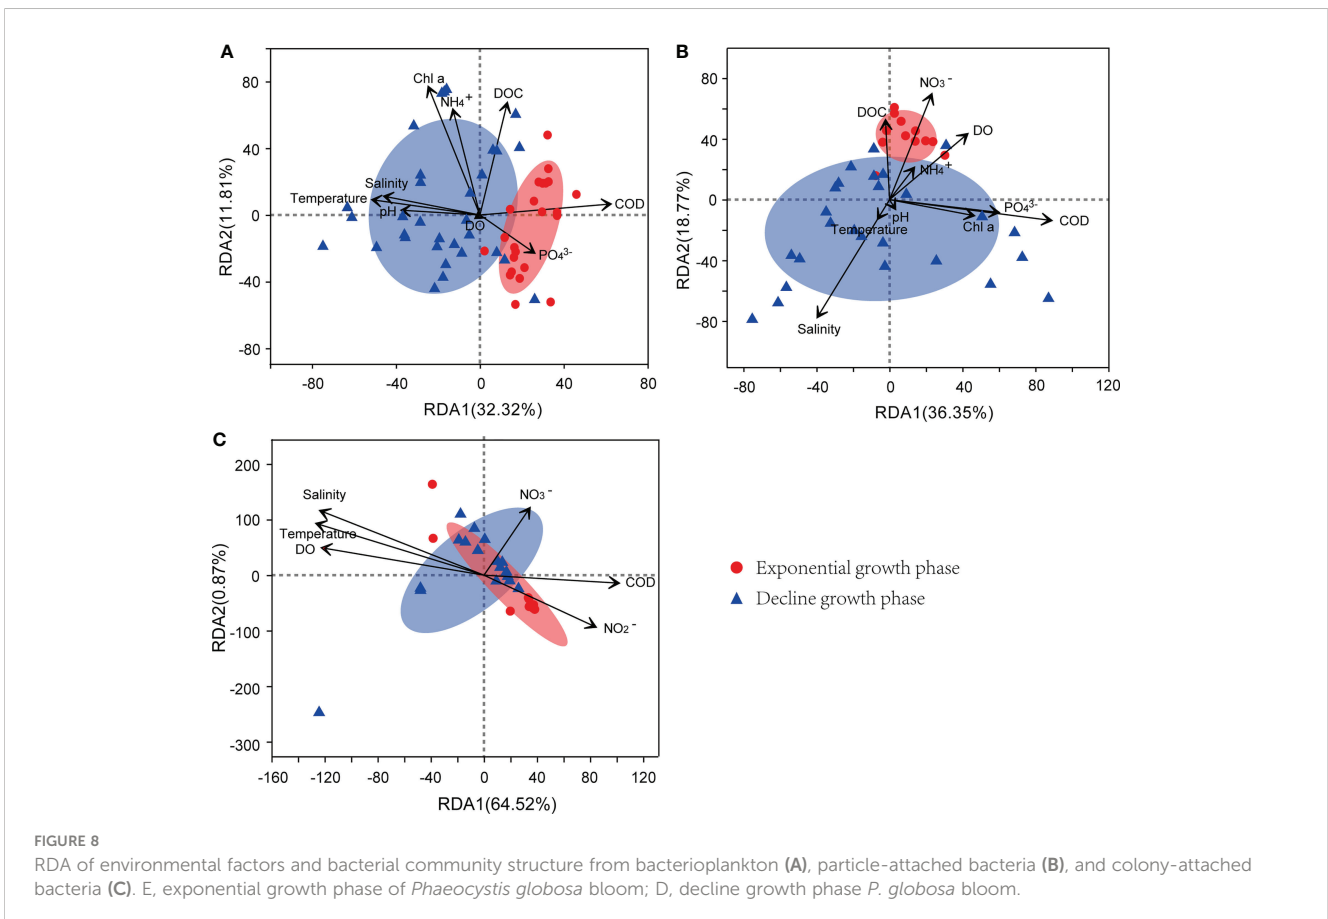 A
80
40
0
-40
-80
RDA2(11.81%)
Chl a
NH₄⁺
DOC
Salinity
Temperature
pH
DO
COD
PO₄³⁻
-80
-40
0
40
80
RDA1(32.32%)
B
80
40
0
-40
-80
RDA2(18.77%)
NO₃⁻
DOC
DO
NH₄⁺
pH
PO₄³⁻
COD
Chl a
Temperature
Salinity
-80
-40
0
40
80
120
RDA1(36.35%)
C
200
100
0
-100
-200
-300
RDA2(0.87%)
Salinity
NO₃⁻
Temperature
DO
COD
NO₂⁻
-160
-120
-80
-40
0
40
80
120
RDA1(64.52%)
Exponential growth phase
Decline growth phase
FIGURE 8
RDA of environmental factors and bacterial community structure from bacterioplankton (A), particle-attached bacteria (B), and colony-attached
bacteria (C). E, exponential growth phase of Phaeocystis globosa bloom; D, decline growth phase P. globosa bloom.